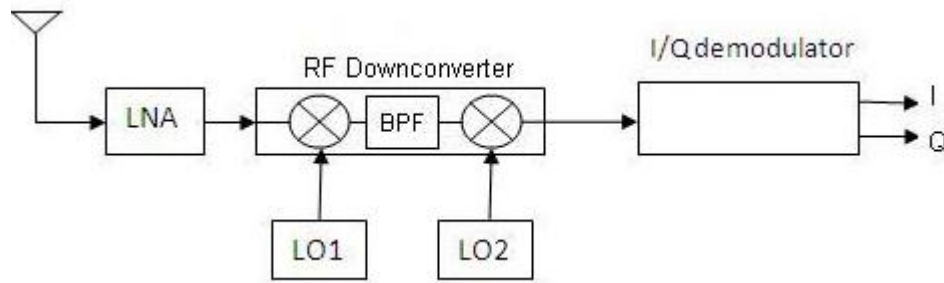 I/Q demodulator
RF Downconverter
LNA
BPF
I
Q
LO1
LO2